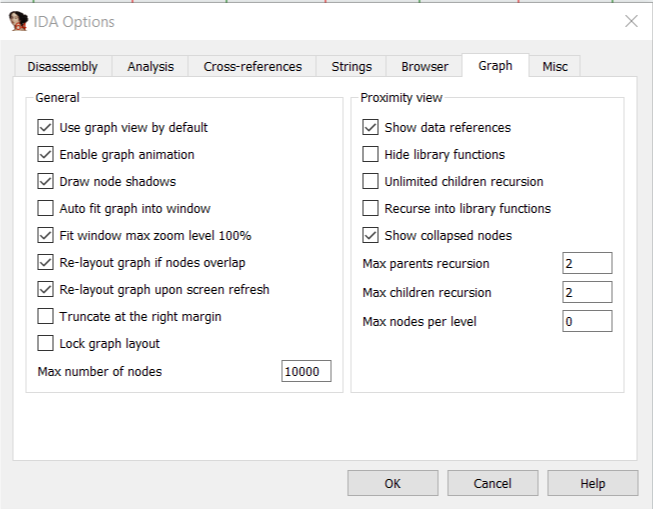 IDA Options
Disassembly Analysis Cross-references Strings Browser Graph Misc
General
Use graph view by default
Enable graph animation
Draw node shadows
Auto fit graph into window
Fit window max zoom level 100%
Re-layout graph if nodes overlap
Re-layout graph upon screen refresh
Truncate at the right margin
Lock graph layout
Max number of nodes 10000
Proximity view
Show data references
Hide library functions
Unlimited children recursion
Recurse into library functions
Show collapsed nodes
Max parents recursion 2
Max children recursion 2
Max nodes per level 0
OK Cancel Help